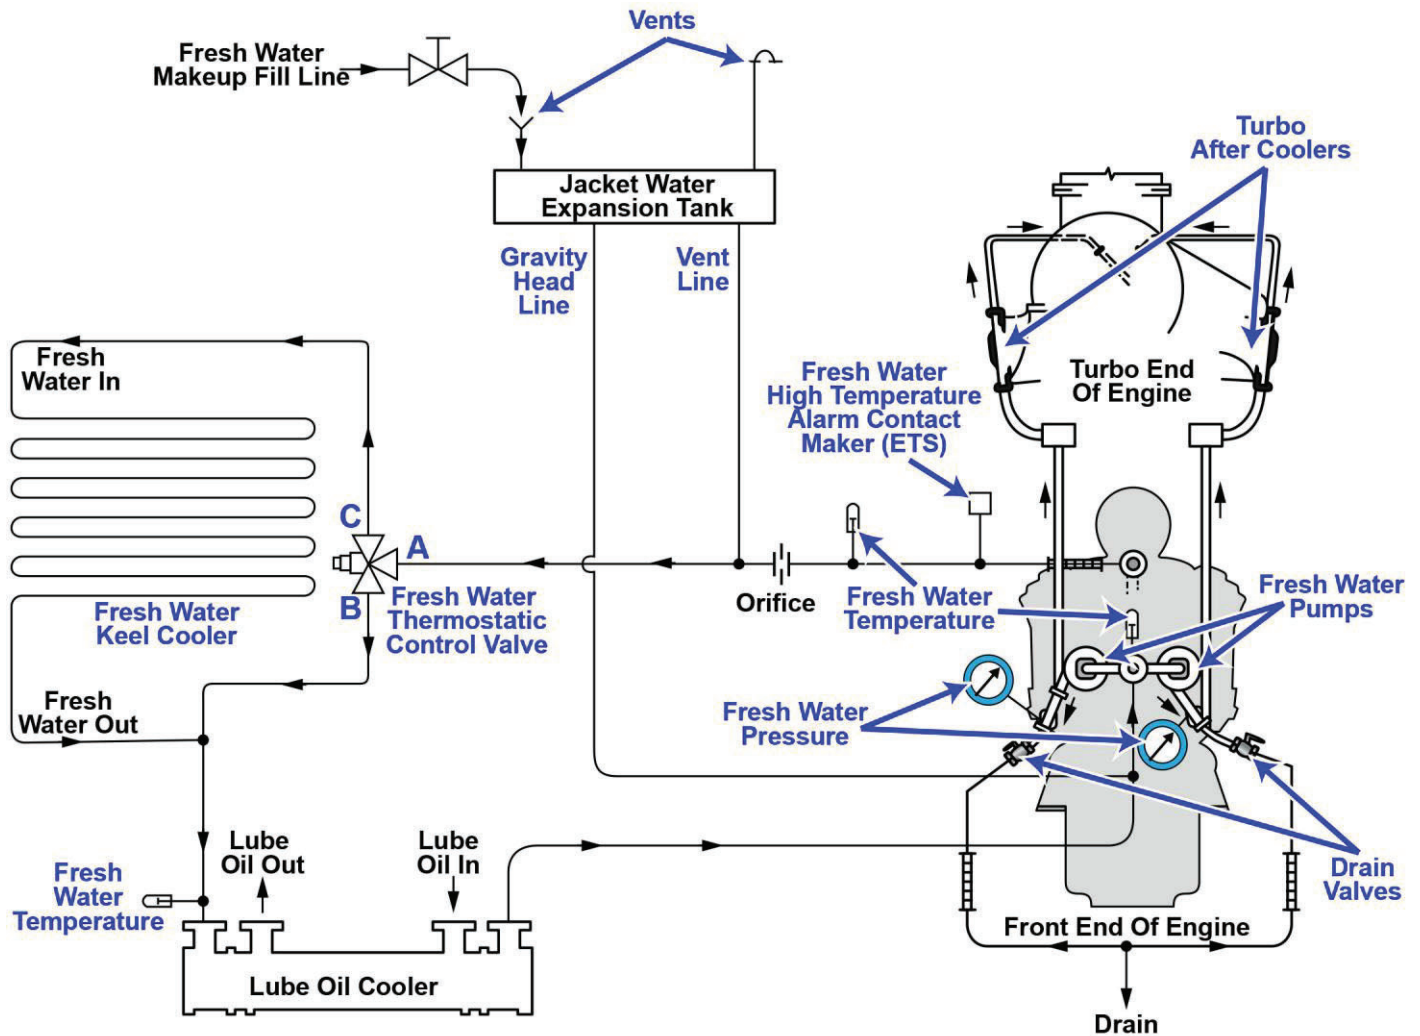 Vents
Fresh Water
Makeup Fill Line
Turbo
After Coolers
Jacket Water
Expansion Tank
Gravity
Head
Line
Vent
Line
Fresh
Water In
Fresh Water
High Temperature
Alarm Contact
Maker (ETS)
Turbo End
Of Engine
C
A
B
Fresh Water
Keel Cooler
Fresh Water
Thermostatic
Control Valve
Orifice
Fresh Water
Temperature
Fresh Water
Pumps
Fresh
Water Out
Fresh Water
Pressure
Lube
Oil Out
Lube
Oil In
Fresh
Water
Temperature
Drain
Valves
Front End Of Engine
Lube Oil Cooler
Drain